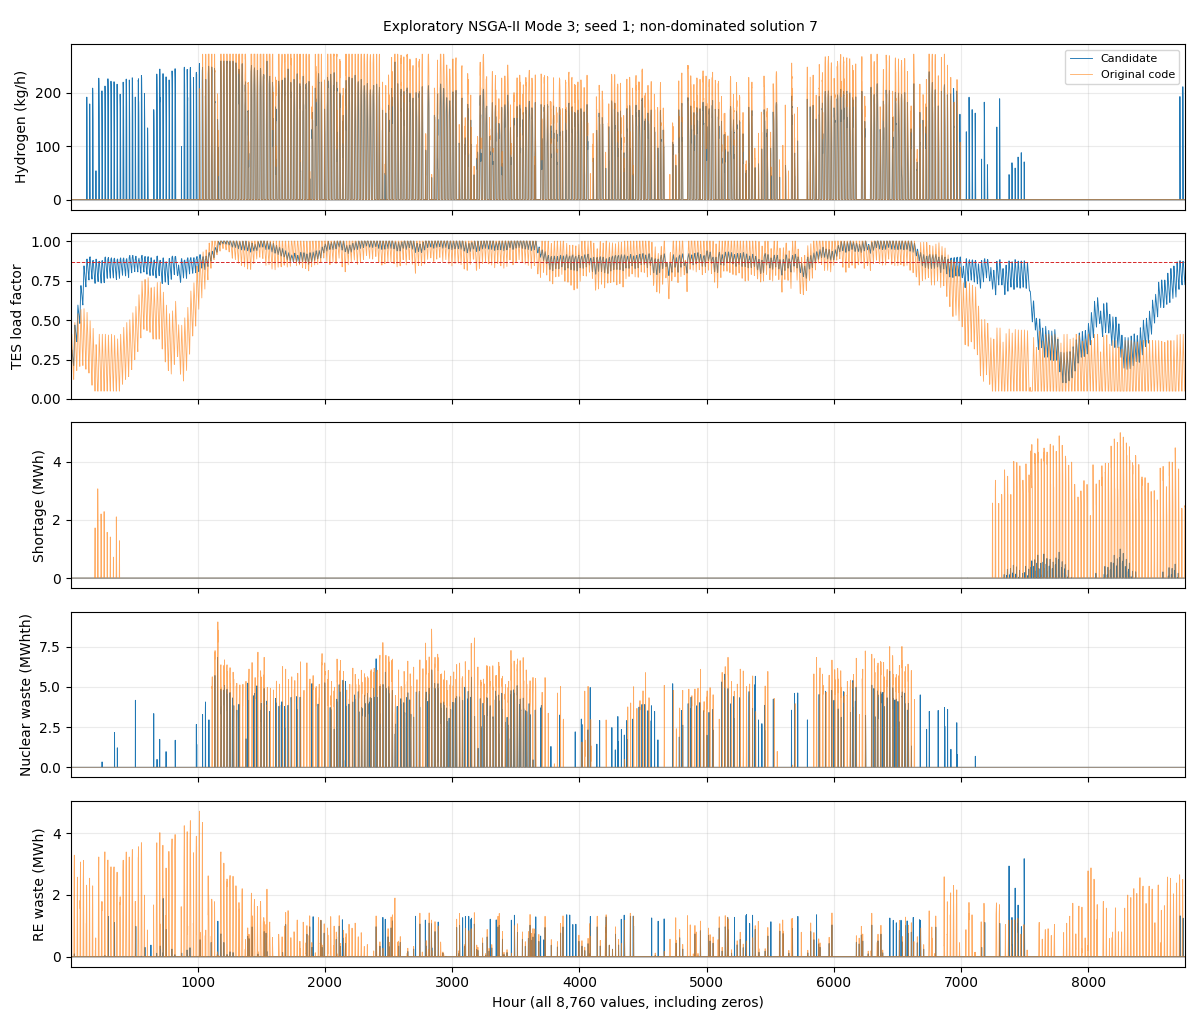 Exploratory NSGA-II Mode 3; seed 1; non-dominated solution 7
Hydrogen (kg/h)
200
100
0
Candidate
Original code
TES load factor
1.00
0.75
0.50
0.25
0.00
Shortage (MWh)
4
2
0
Nuclear waste (MWhth)
7.5
5.0
2.5
0.0
RE waste (MWh)
4
2
0
1000 2000 3000 4000 5000 6000 7000 8000
Hour (all 8,760 values, including zeros)